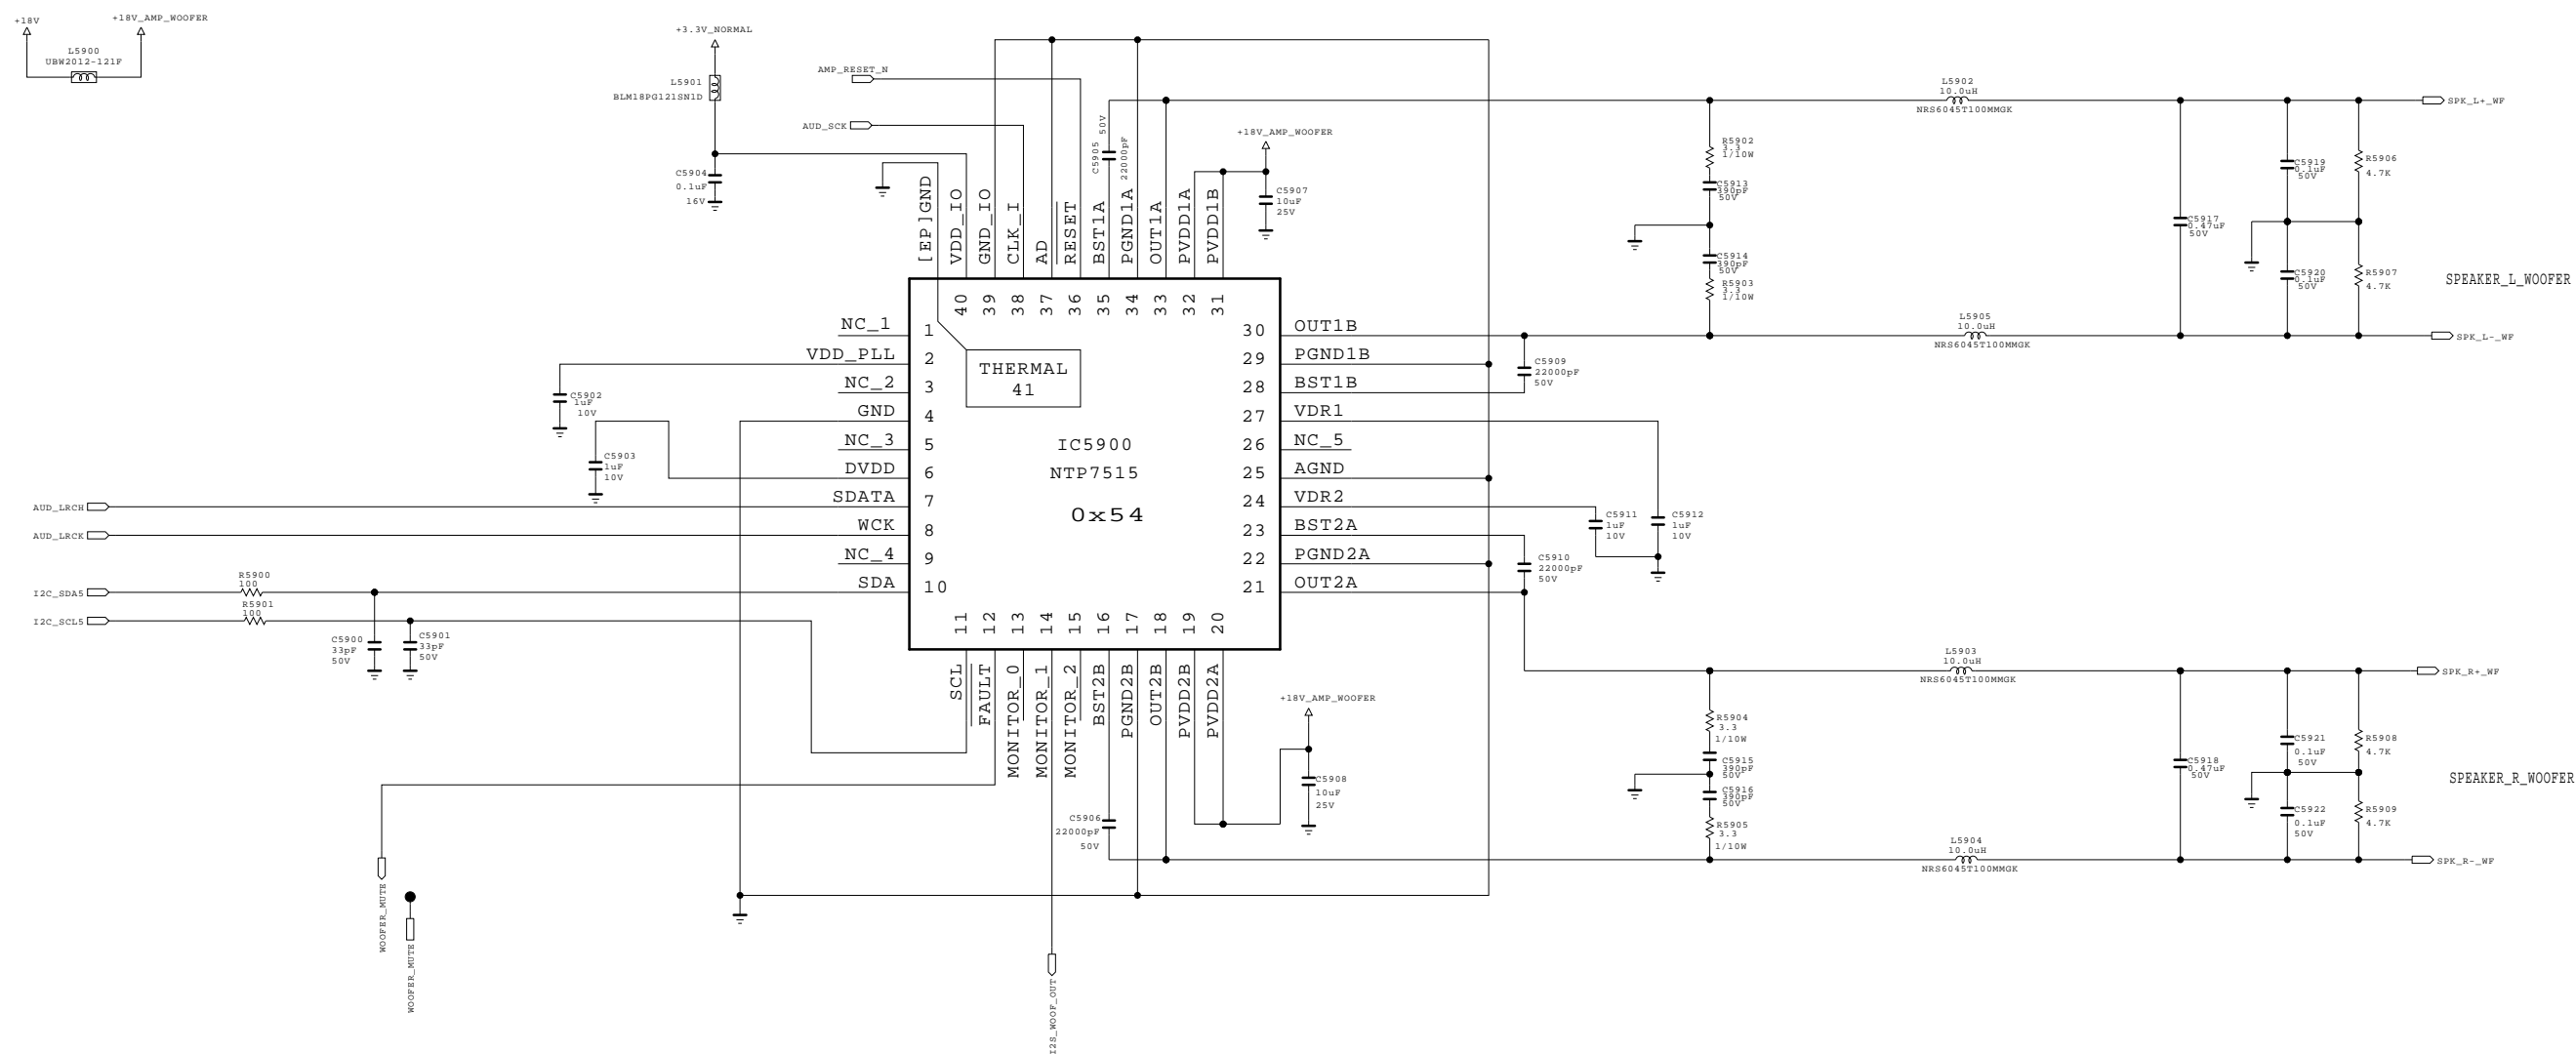 +18V
+18V_AMP_WOOFER
L5900
UBW2012-121F
+3.3V_NORMAL
L5901
BLM18PG121SN1D
AMP_RESET_N
AUD_SCK
C5904
0.1uF
16V
C5905 50V
22000pF
+18V_AMP_WOOFER
C5907
10uF
25V
[EP]GND
VDD_IO
GND_IO
CLK_I
AD
RESET
BST1A
PGND1A
OUT1A
PVDD1A
PVDD1B
40
39
38
37
36
35
34
33
32
31
NC_1 1
VDD_PLL 2
NC_2 3
GND 4
NC_3 5
DVDD 6
SDATA 7
WCK 8
NC_4 9
SDA 10
THERMAL
41
IC5900
NTP7515
0x54
30 OUT1B
29 PGND1B
28 BST1B
27 VDR1
26 NC_5
25 AGND
24 VDR2
23 BST2A
22 PGND2A
21 OUT2A
11
12
13
14
15
16
17
18
19
20
SCL
FAULT
MONITOR_0
MONITOR_1
MONITOR_2
BST2B
PGND2B
OUT2B
PVDD2B
PVDD2A
C5902
1uF
10V
C5903
1uF
10V
AUD_LRCH
AUD_LRCK
I2C_SDA5
R5900
100
I2C_SCL5
R5901
100
C5900
33pF
50V
C5901
33pF
50V
WOOFER_MUTE
WOOFER_MUTE
I2S_WOOF_OUT
C5906
22000pF
50V
+18V_AMP_WOOFER
C5908
10uF
25V
C5909
22000pF
50V
C5910
22000pF
50V
C5911
1uF
10V
C5912
1uF
10V
L5902
10.0uH
NRS6045T100MMGK
R5902
3.3
1/10W
C5913
390pF
50V
C5914
390pF
50V
R5903
3.3
1/10W
L5905
10.0uH
NRS6045T100MMGK
C5917
0.47uF
50V
C5919
0.1uF
50V
C5920
0.1uF
50V
R5906
4.7K
R5907
4.7K
SPK_L+_WF
SPEAKER_L_WOOFER
SPK_L-_WF
L5903
10.0uH
NRS6045T100MMGK
R5904
3.3
1/10W
C5915
390pF
50V
C5916
390pF
50V
R5905
3.3
1/10W
L5904
10.0uH
NRS6045T100MMGK
C5918
0.47uF
50V
C5921
0.1uF
50V
C5922
0.1uF
50V
R5908
4.7K
R5909
4.7K
SPK_R+_WF
SPEAKER_R_WOOFER
SPK_R-_WF